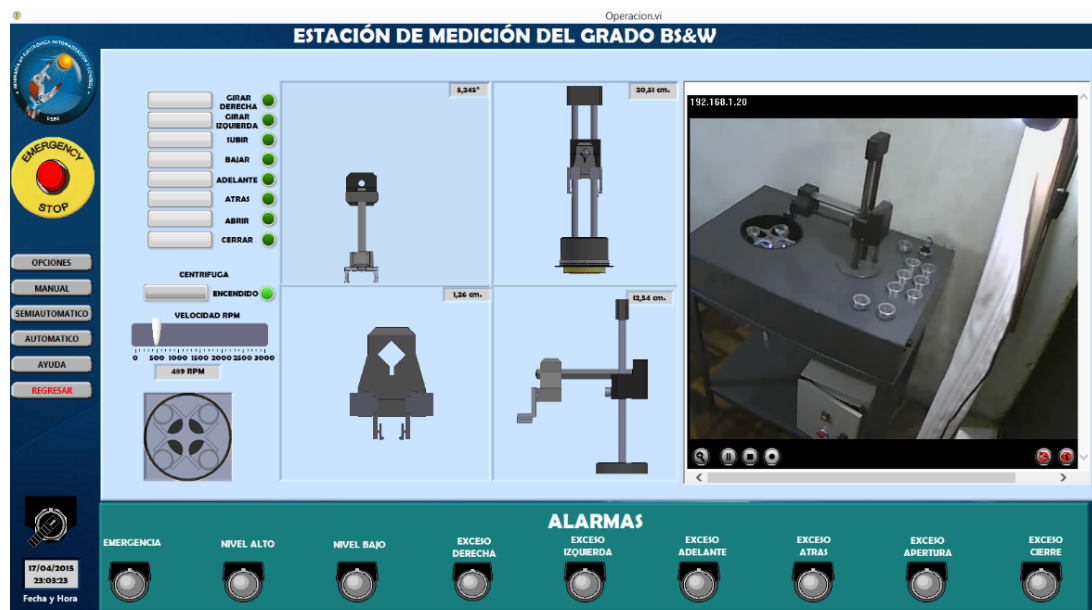 Operacion.vi
ESTACIÓN DE MEDICIÓN DEL GRADO BS&W
EMERGENCY
STOP
OPCIONES
MANUAL
SEMIAUTOMATICO
AUTOMATICO
AYUDA
REGRESAR
17/04/2015
23:03:23
Fecha y Hora
GIRAR
DERECHA
GIRAR
IZQUIERDA
SUBIR
BAJAR
ADELANTE
ATRAS
ABRIR
CERRAR
CENTRIFUGA
ENCENDIDO
VELOCIDAD RPM
0 500 1000 1500 2000 2500 3000
499 RPM
5,245°
20,51 cm.
1,26 cm.
12,54 cm.
192.168.1.20
ALARMAS
EMERGENCIA
NIVEL ALTO
NIVEL BAJO
EXCESO
DERECHA
EXCESO
IZQUIERDA
EXCESO
ADELANTE
EXCESO
ATRAS
EXCESO
APERTURA
EXCESO
CIERRE